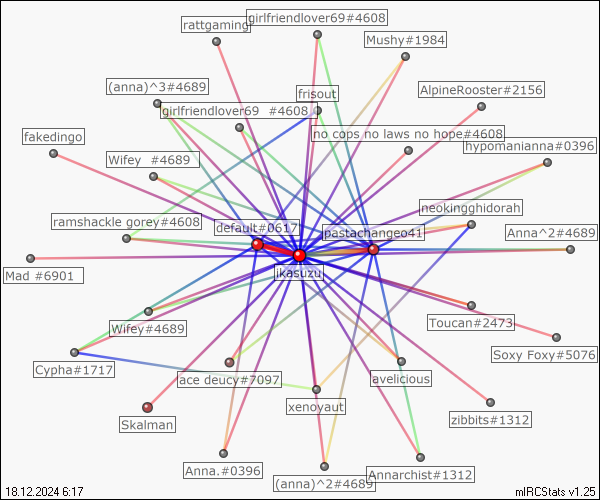 girlfriendlover69#4608
rattgaming
Mushy#1984
(anna)^3#4689
frisout
AlpineRooster#2156
girlfriendlover69 #4608
fakedingo
no cops no laws no hope#4608
hypomanianna#0396
Wifey #4689
neokingghidorah
ramshackle gorey#4608
default#0617
pastachangeo41
Anna^2#4689
Mad #6901
jkasuzu
Wifey#4689
Toucan#2473
Soxy Foxy#5076
Cypha#1717
ace deucy#7097
avelicious
xenoyaut
zibbits#1312
Skalman
Anna.#0396
(anna)^2#4689
Annarchist#1312
18.12.2024 6:17
mIRCStats v1.25